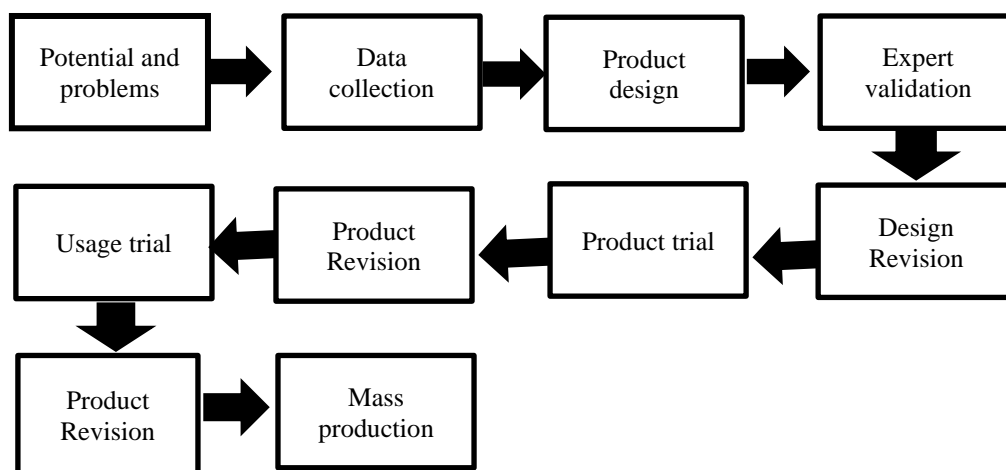 Potential and
problems
Data
collection
Product
design
Expert
validation
Design
Revision
Product trial
Product
Revision
Usage trial
Product
Revision
Mass
production